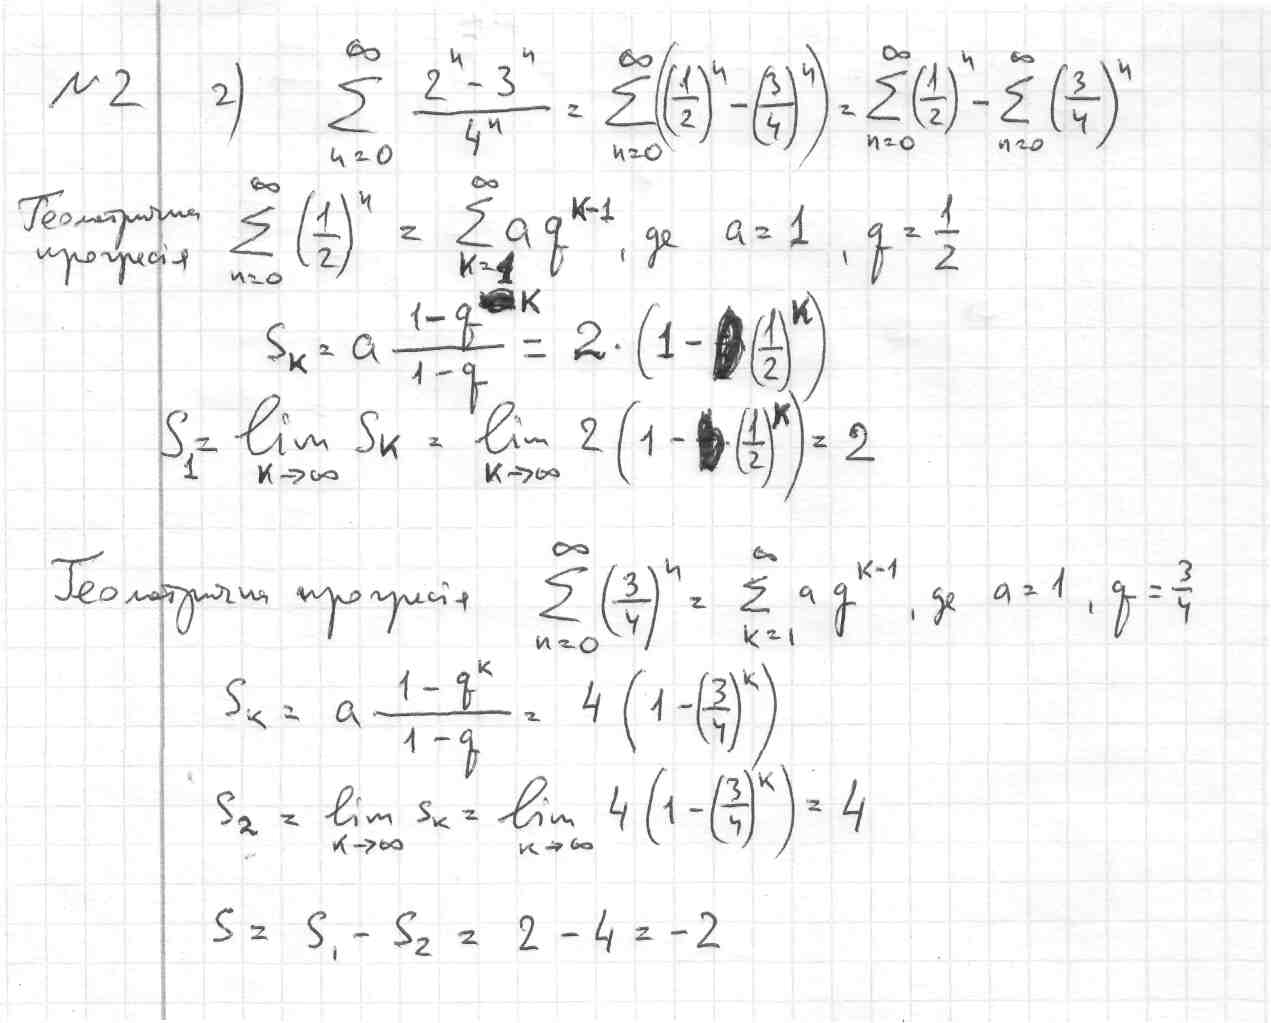 №2 г) $\sum_{n=0}^{\infty} \frac{2^n - 3^n}{4^n} = \sum_{n=0}^{\infty} \left( \left(\frac{1}{2}\right)^n - \left(\frac{3}{4}\right)^n \right) = \sum_{n=0}^{\infty} \left(\frac{1}{2}\right)^n - \sum_{n=0}^{\infty} \left(\frac{3}{4}\right)^n$
Геометрична прогресія $\sum_{n=0}^{\infty} \left(\frac{1}{2}\right)^n = \sum_{k=1}^{\infty} a q^{k-1}$, де $a = 1$, $q = \frac{1}{2}$
$S_k = a \frac{1-q^k}{1-q} = 2 \cdot \left(1 - \left(\frac{1}{2}\right)^k\right)$
$S_1 = \lim_{k \to \infty} S_k = \lim_{k \to \infty} 2 \left(1 - \left(\frac{1}{2}\right)^k\right) = 2$
Геометрична прогресія $\sum_{n=0}^{\infty} \left(\frac{3}{4}\right)^n = \sum_{k=1}^{\infty} a q^{k-1}$, де $a = 1$, $q = \frac{3}{4}$
$S_k = a \frac{1-q^k}{1-q} = 4 \left(1 - \left(\frac{3}{4}\right)^k\right)$
$S_2 = \lim_{k \to \infty} S_k = \lim_{k \to \infty} 4 \left(1 - \left(\frac{3}{4}\right)^k\right) = 4$
$S = S_1 - S_2 = 2 - 4 = -2$